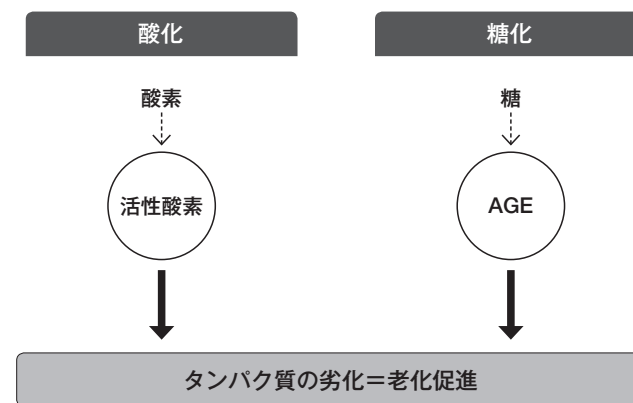 酸化
酸素
活性酸素
糖化
糖
AGE
タンパク質の劣化＝老化促進